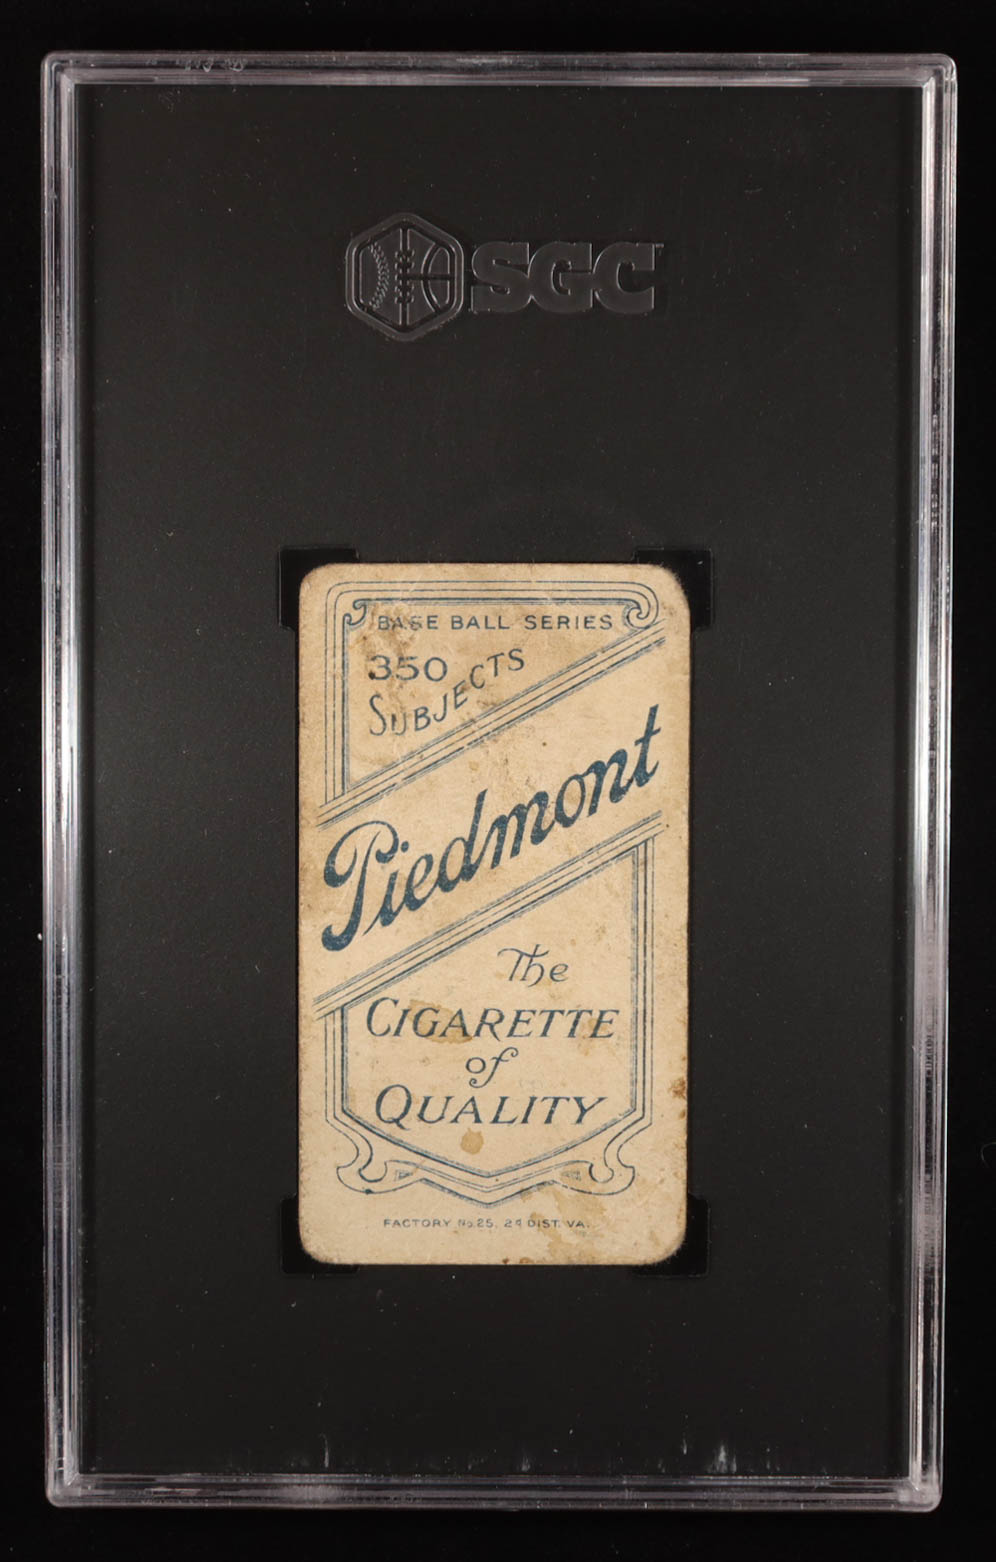 SGC
BASE BALL SERIES
350
SUBJECTS
Piedmont
The
CIGARETTE
of
QUALITY
FACTORY No 25. 2d DIST. VA.